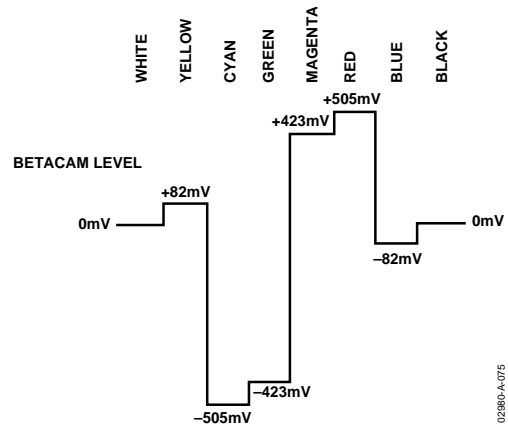 WHITE
YELLOW
CYAN
GREEN
MAGENTA
RED
BLUE
BLACK
+505mV
+423mV
BETACAM LEVEL
+82mV
0mV
0mV
–82mV
–423mV
–505mV
02980-A-075